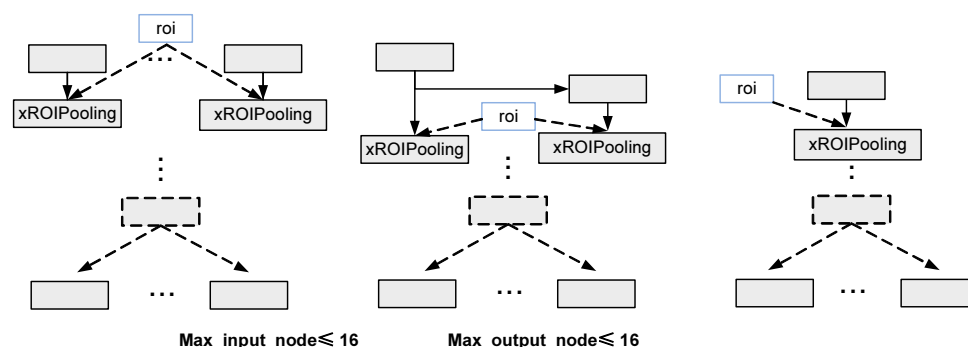 roi
...
xROIPooling
xROIPooling
...
...
roi
xROIPooling
xROIPooling
...
...
roi
xROIPooling
...
...
Max input node≤ 16
Max output node≤ 16